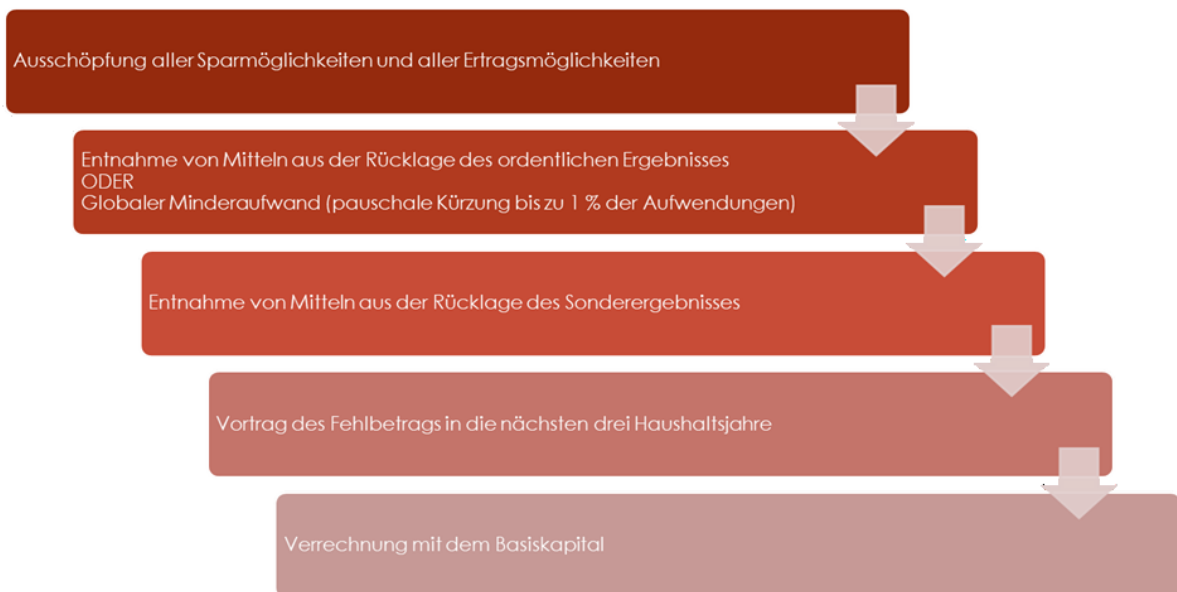 Ausschöpfung aller Sparmöglichkeiten und aller Ertragsmöglichkeiten
Entnahme von Mitteln aus der Rücklage des ordentlichen Ergebnisses
ODER
Globaler Minderaufwand (pauschale Kürzung bis zu 1 % der Aufwendungen)
Entnahme von Mitteln aus der Rücklage des Sonderergebnisses
Vortrag des Fehlbetrags in die nächsten drei Haushaltsjahre
Verrechnung mit dem Basiskapital